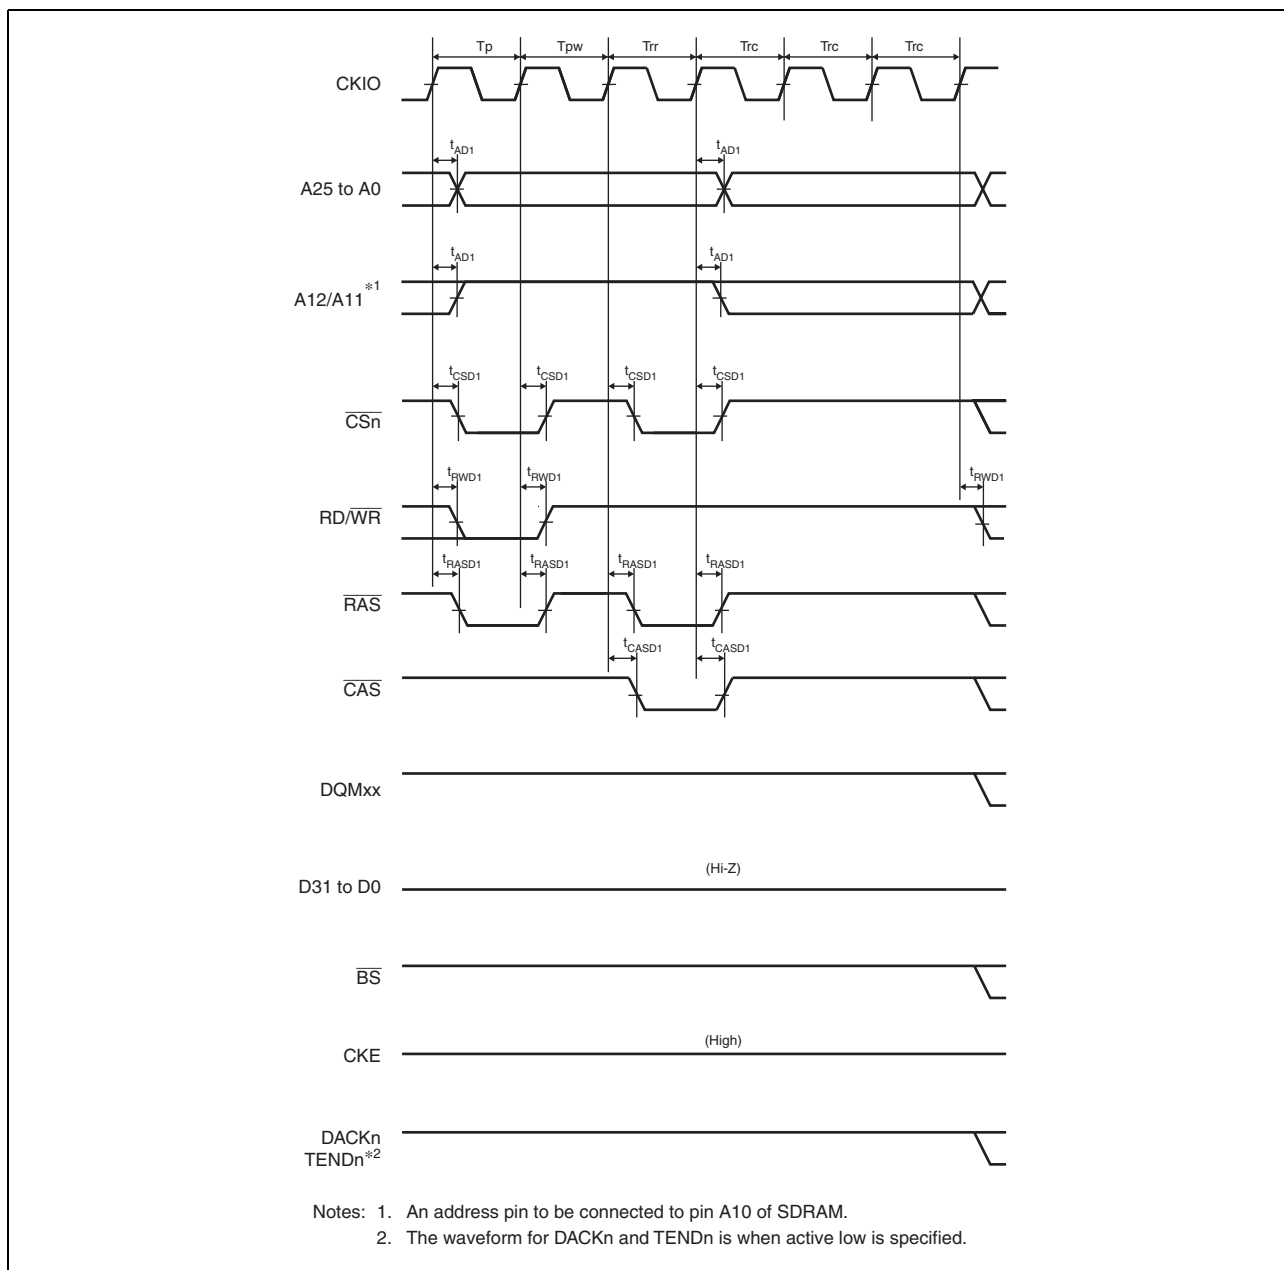 Tp Tpw Trr Trc Trc Trc
CKIO
tAD1 tAD1
A25 to A0
tAD1 tAD1
A12/A11*1
tCSD1 tCSD1 tCSD1 tCSD1
CSn
tRWD1 tRWD1 tRWD1
RD/WR
tRASD1 tRASD1 tRASD1 tRASD1
RAS
tCASD1 tCASD1
CAS
DQMxx
(Hi-Z)
D31 to D0
BS
(High)
CKE
DACKn
TENDn*2
Notes: 1. An address pin to be connected to pin A10 of SDRAM.
2. The waveform for DACKn and TENDn is when active low is specified.